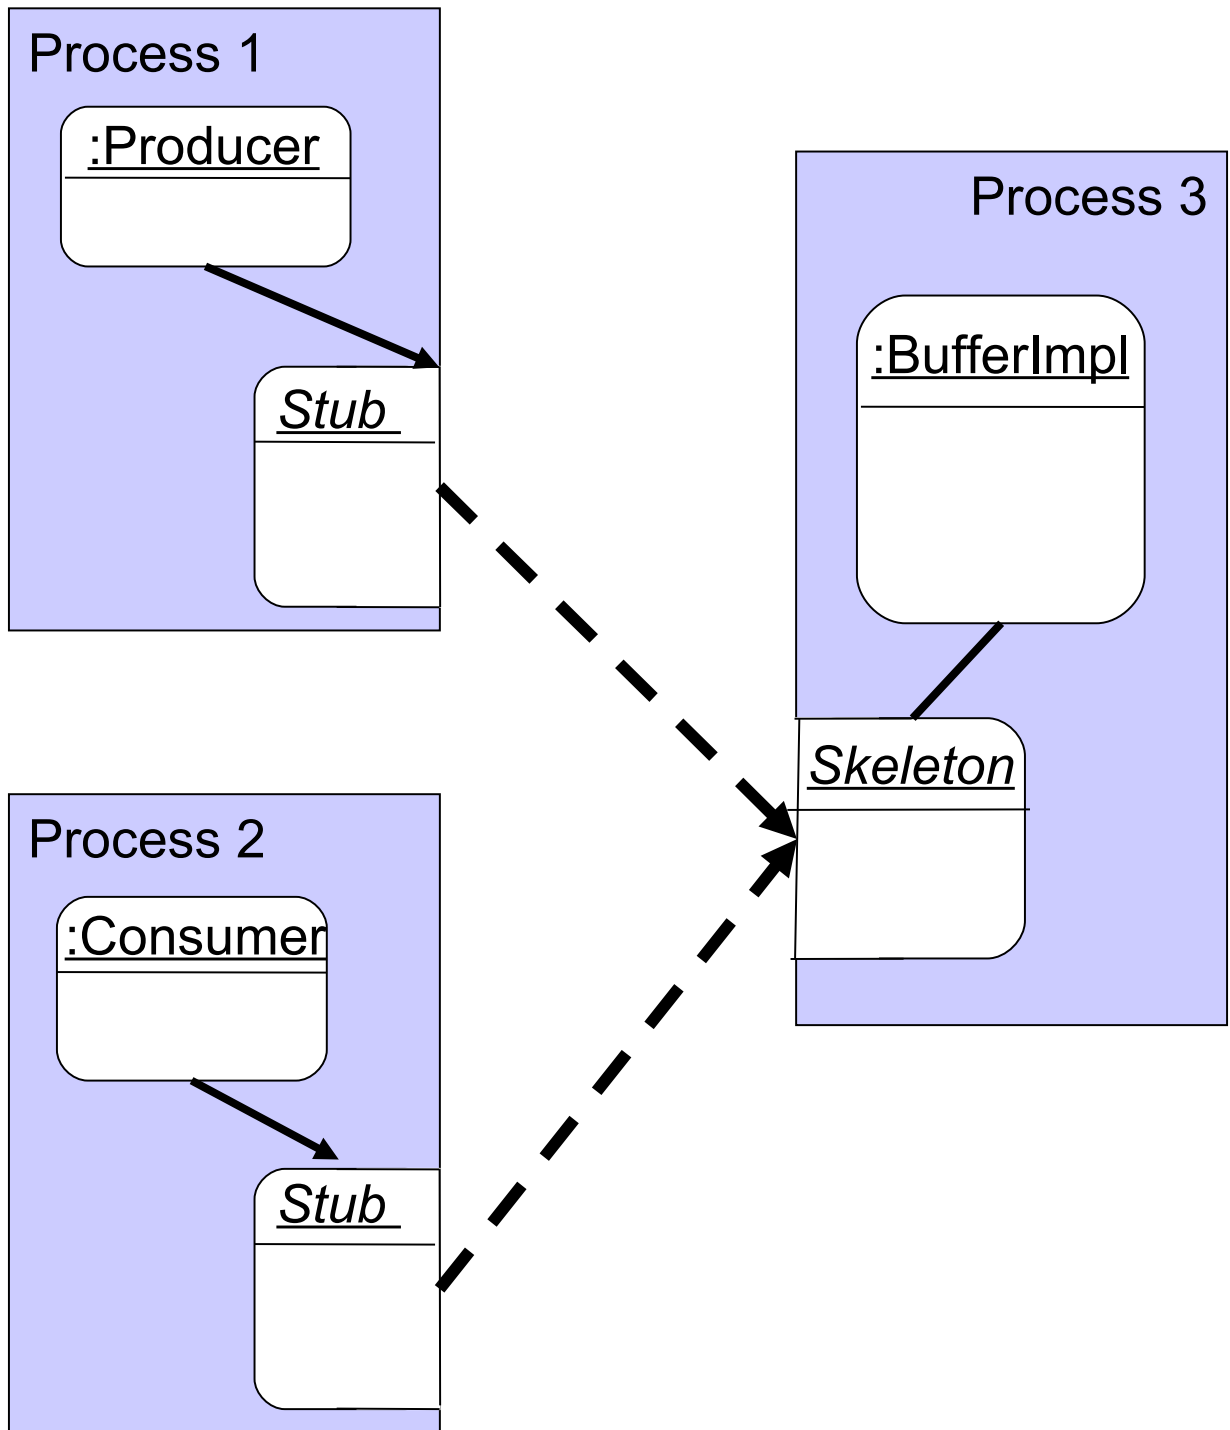 Process 1
:Producer
Stub
Process 2
:Consumer
Stub
Process 3
:BufferImpl
Skeleton